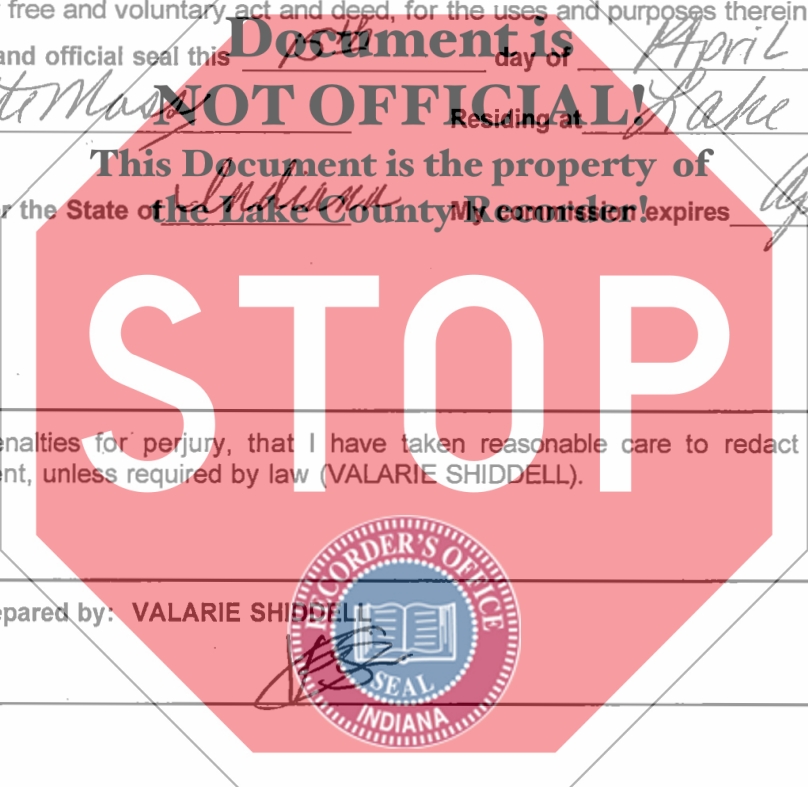 free and voluntary act and deed, for the uses and purposes therein
and official seal this 15th day of April
Document is
NOT OFFICIAL!
Residing at Lake
This Document is the property of
the Lake County Recorder!
r the State of Indiana My commission expires
STOP
enalties for perjury, that I have taken reasonable care to redact
ent, unless required by law (VALARIE SHIDDELL).
epared by: VALARIE SHIDDELL
RECORDER'S OFFICE
SEAL
INDIANA